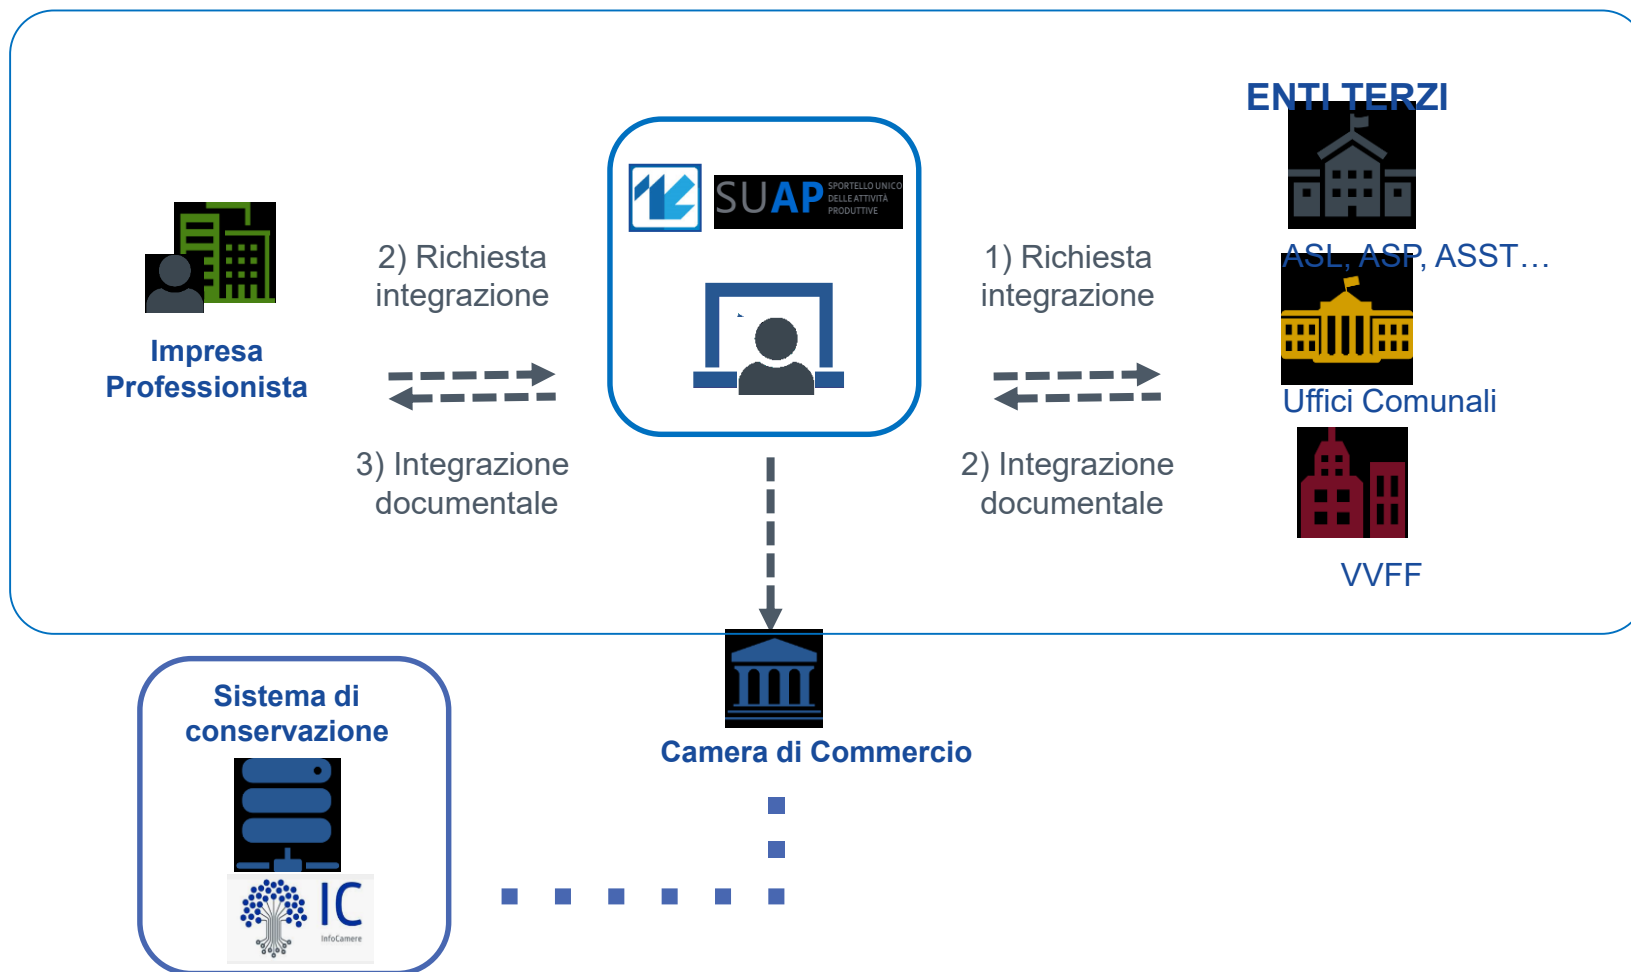 ENTI TERZI
SUAP
SPORTELLO UNICO
DELLE ATTIVITÀ
PRODUTTIVE
2) Richiesta
integrazione
1) Richiesta
integrazione
ASL, ASP, ASST…
Impresa
Professionista
Uffici Comunali
3) Integrazione
documentale
2) Integrazione
documentale
VVFF
Sistema di
conservazione
Camera di Commercio
IC
InfoCamere